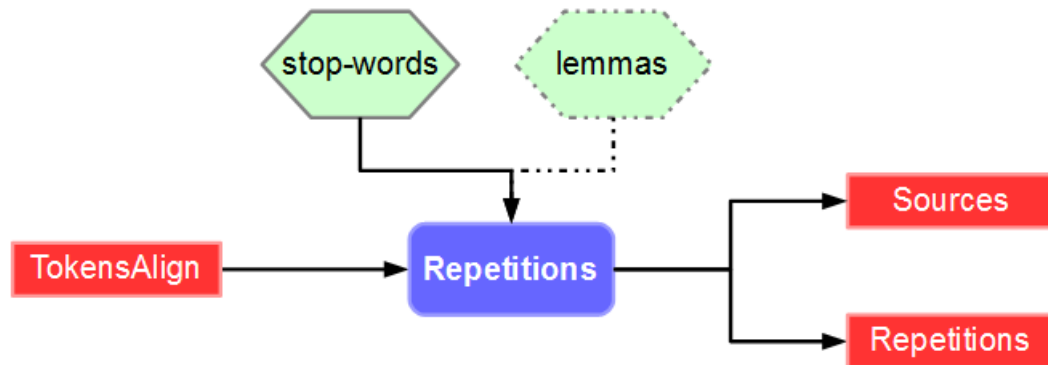 stop-words
lemmas
Sources
TokensAlign
Repetitions
Repetitions